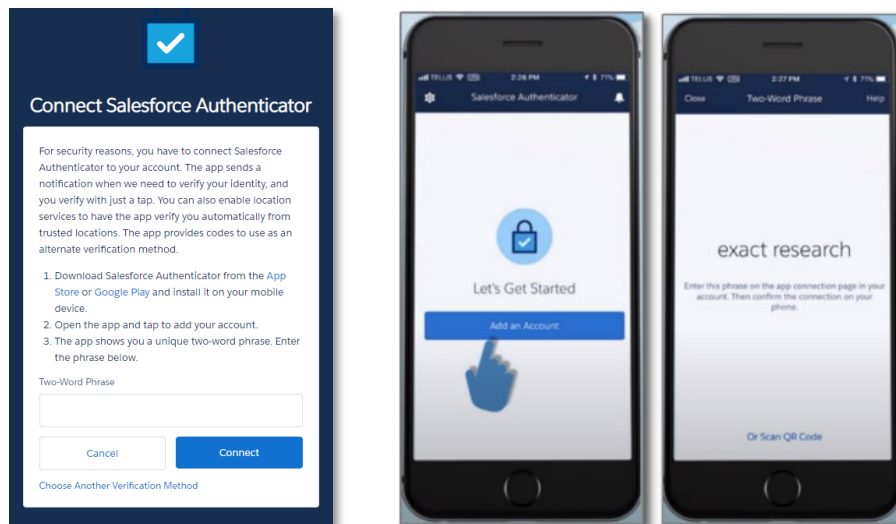 Connect Salesforce Authenticator
For security reasons, you have to connect Salesforce
Authenticator to your account. The app sends a
notification when we need to verify your identity, and
you verify with just a tap. You can also enable location
services to have the app verify you automatically from
trusted locations. The app provides codes to use as an
alternate verification method.
1. Download Salesforce Authenticator from the App
Store or Google Play and install it on your mobile
device.
2. Open the app and tap to add your account.
3. The app shows you a unique two-word phrase. Enter
the phrase below.
Two-Word Phrase
Cancel
Connect
Choose Another Verification Method
TELUS 2:26 PM 71%
Salesforce Authenticator
Let's Get Started
Add an Account
TELUS 2:27 PM 71%
Close Two-Word Phrase Help
exact research
Enter this phrase on the app connection page in your
account. Then confirm the connection on your
phone.
Or Scan QR Code